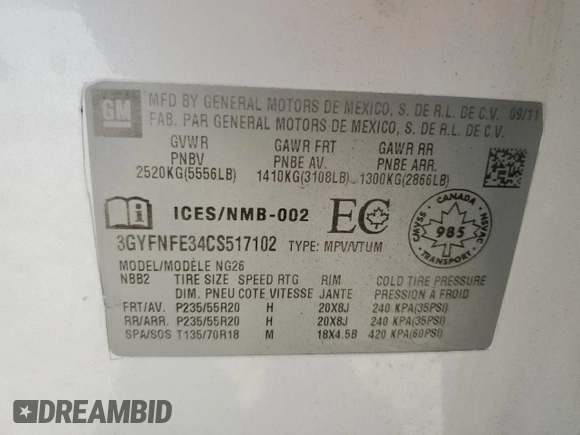 GM
MFD BY GENERAL MOTORS DE MEXICO, S. DE R.L. DE C.V. 09/11
FAB. PAR GENERAL MOTORS DE MEXICO, S. DE R.L. DE C.V.
GVWR GAWR FRT GAWR RR
PNBV PNBE AV. PNBE ARR.
2520KG(5556LB) 1410KG(3108LB) 1300KG(2866LB)
ICES/NMB-002 EC
CANADA
CMVSS 985 NSVAC
3GYFNFE34CS517102 TYPE: MPV/VTUM
MODEL/MODÈLE NG26
NBB2 TIRE SIZE SPEED RTG RIM COLD TIRE PRESSURE
DIM. PNEU COTE VITESSE JANTE PRESSION À FROID
FRT/AV. P235/55R20 H 20X8J 240 KPA(35PSI)
RR/ARR. P235/55R20 H 20X8J 240 KPA(35PSI)
SPA/SOS T135/70R18 M 18X4.5B 420 KPA(60PSI)
DREAMBID